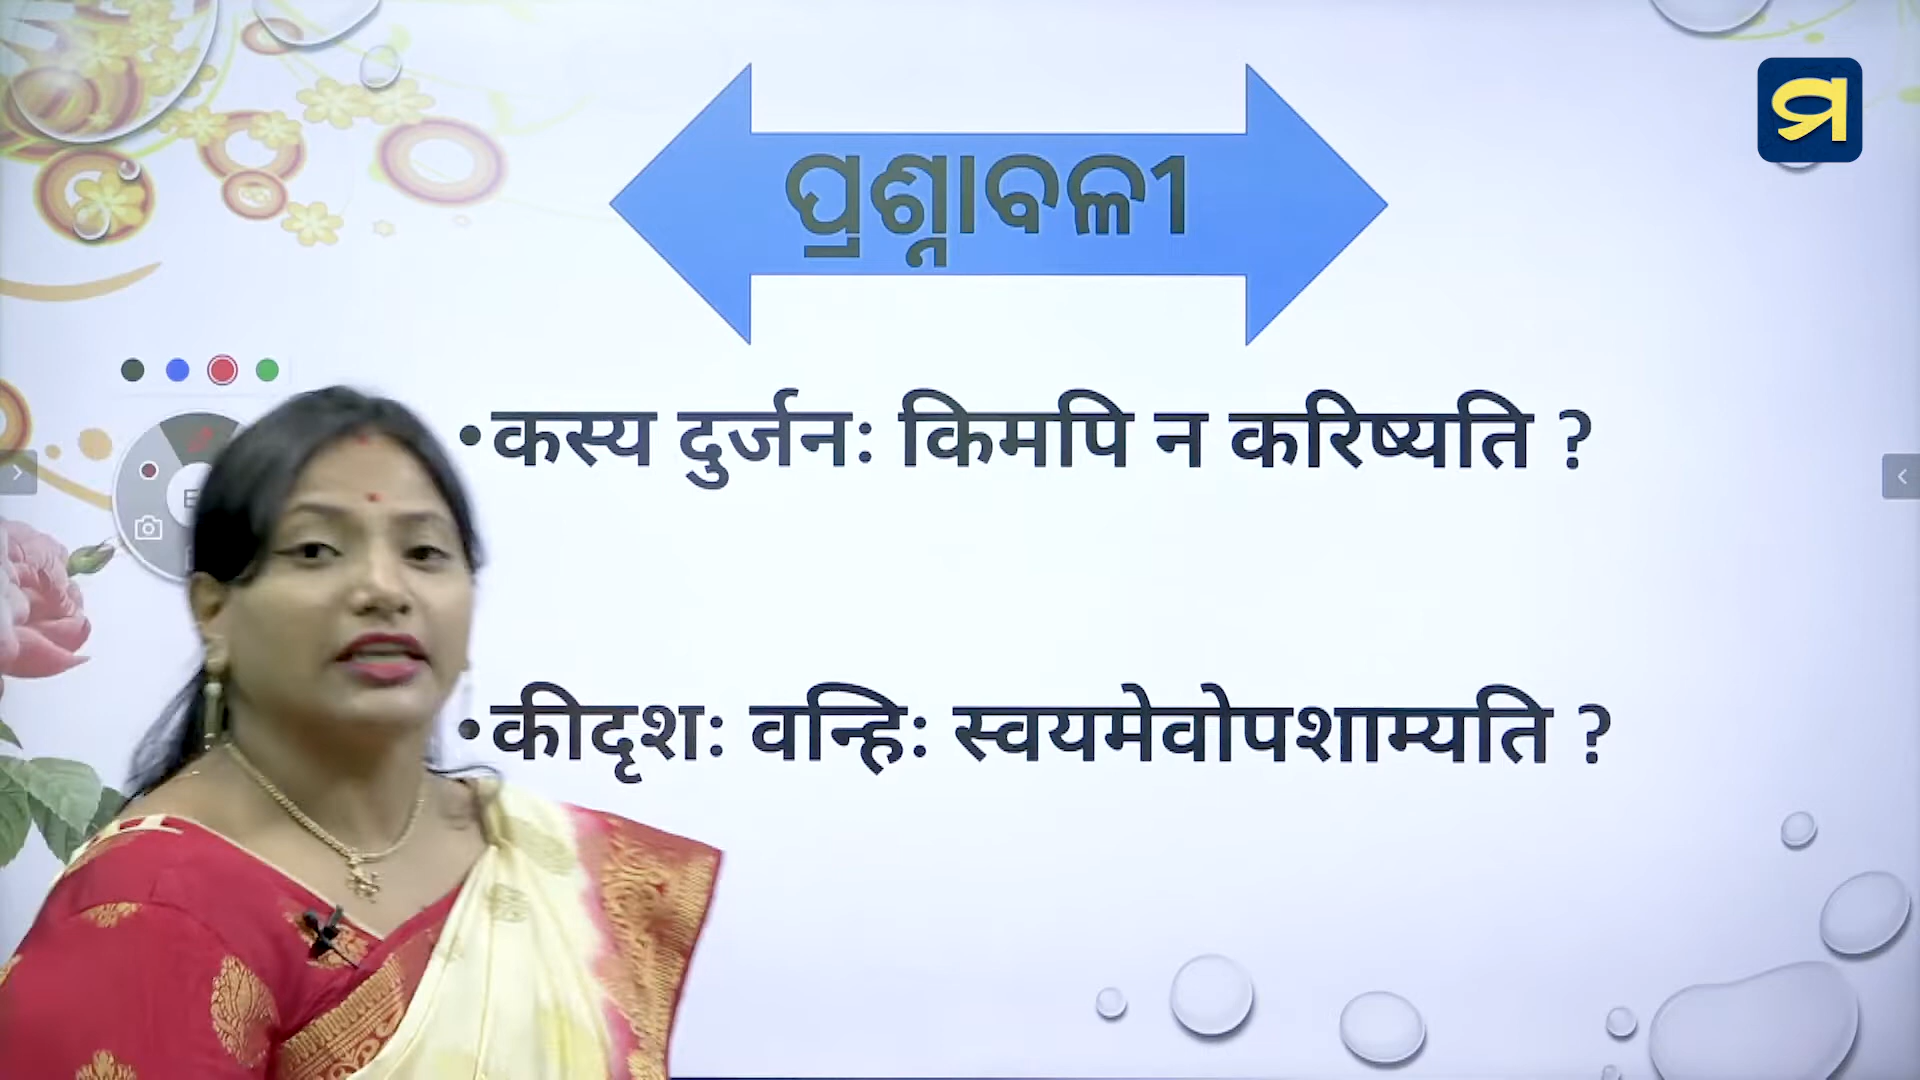 ପ୍ରଶ୍ନାବଳୀ
•कस्य दुर्जनः किमपि न करिष्यति ?
•कीदृशः वन्हिः स्वयमेवोपशाम्यति ?